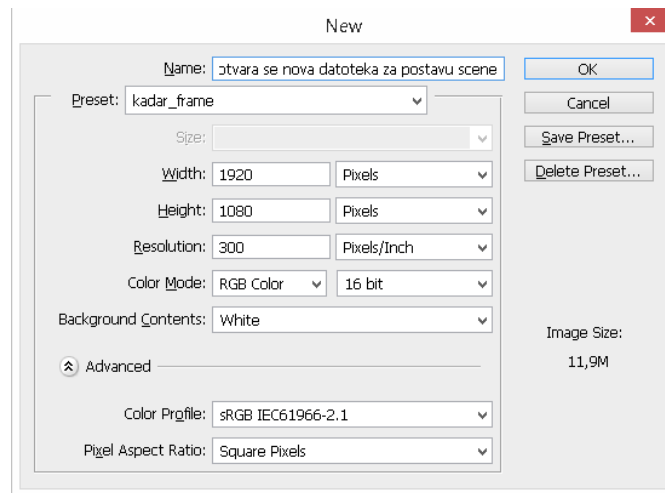 New
Name: otvara se nova datoteka za postavu scene
OK
Preset: kadar_frame
Cancel
Size:
Save Preset...
Width: 1920 Pixels
Delete Preset...
Height: 1080 Pixels
Resolution: 300 Pixels/Inch
Color Mode: RGB Color 16 bit
Background Contents: White
Image Size:
11,9M
Advanced
Color Profile: sRGB IEC61966-2.1
Pixel Aspect Ratio: Square Pixels